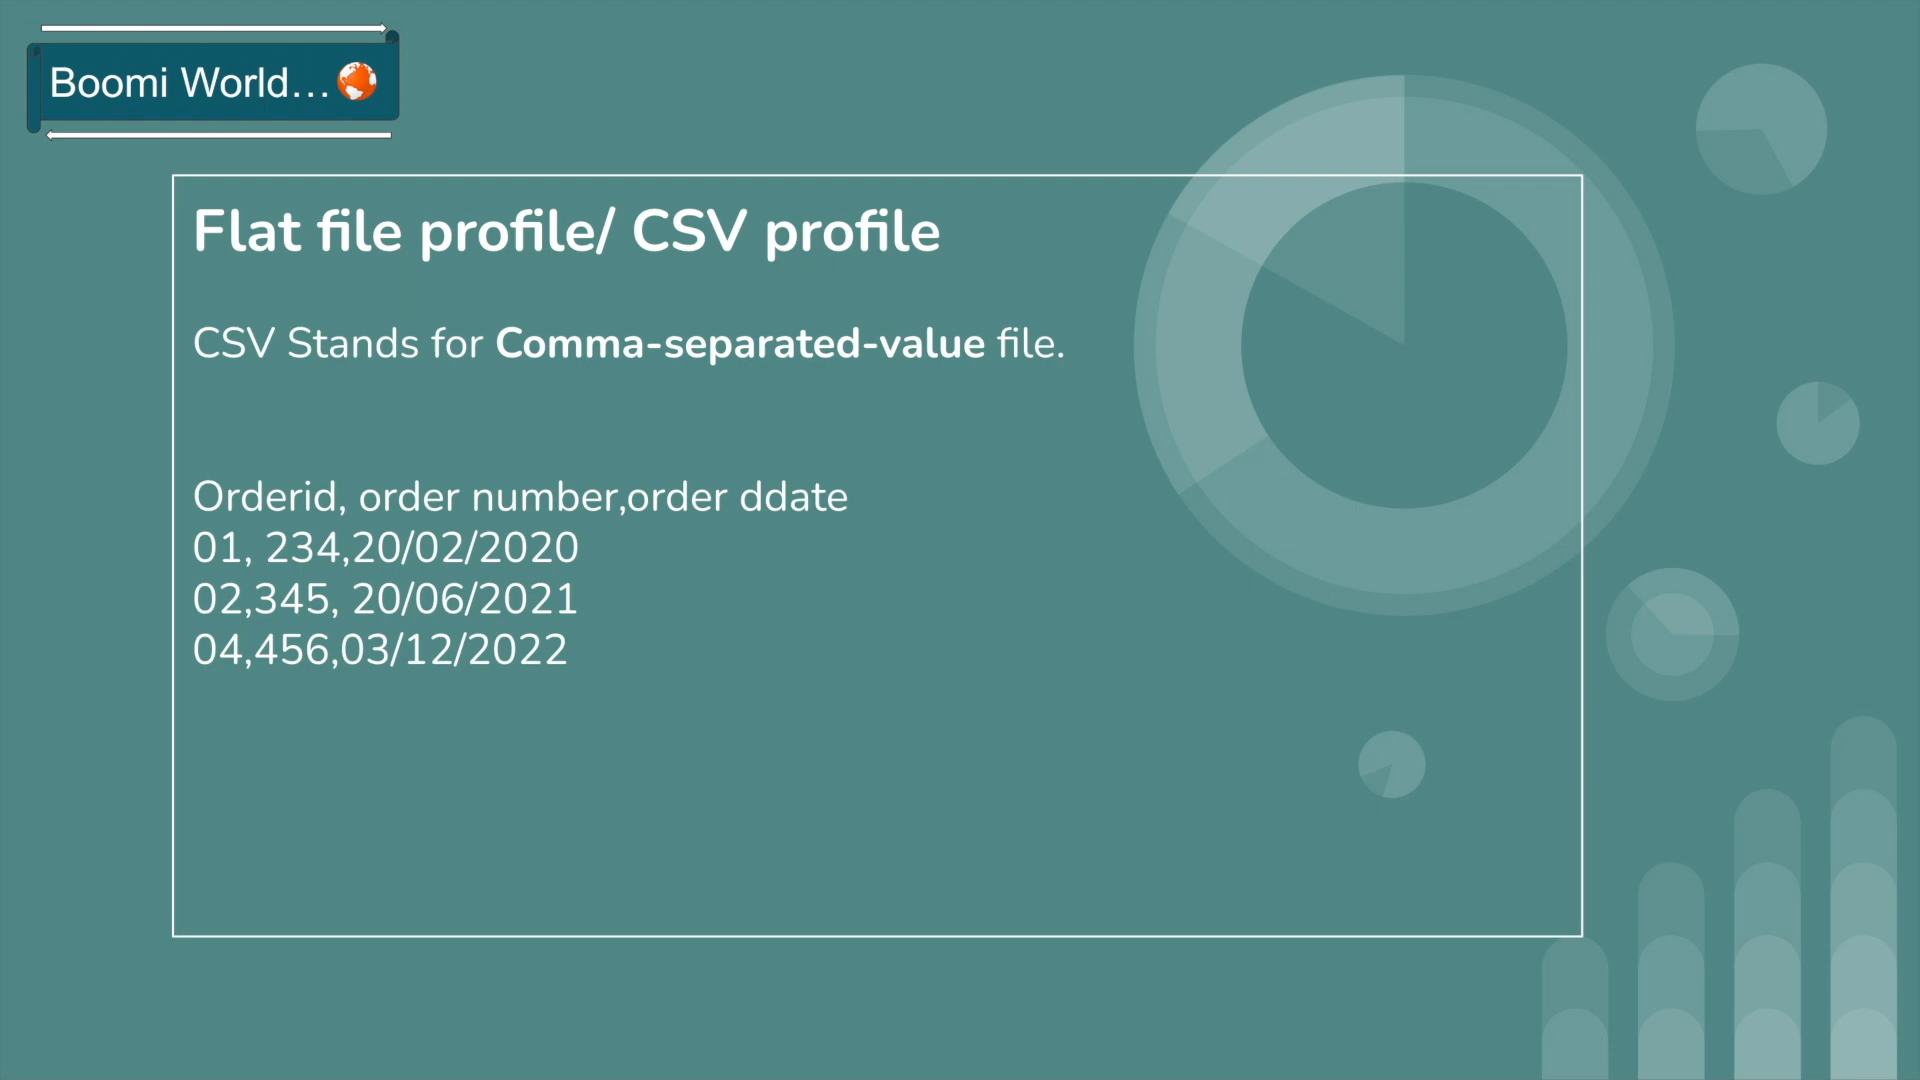 Boomi World...
Flat file profile/ CSV profile
CSV Stands for Comma-separated-value file.
Orderid, order number,order ddate
01, 234,20/02/2020
02,345, 20/06/2021
04,456,03/12/2022